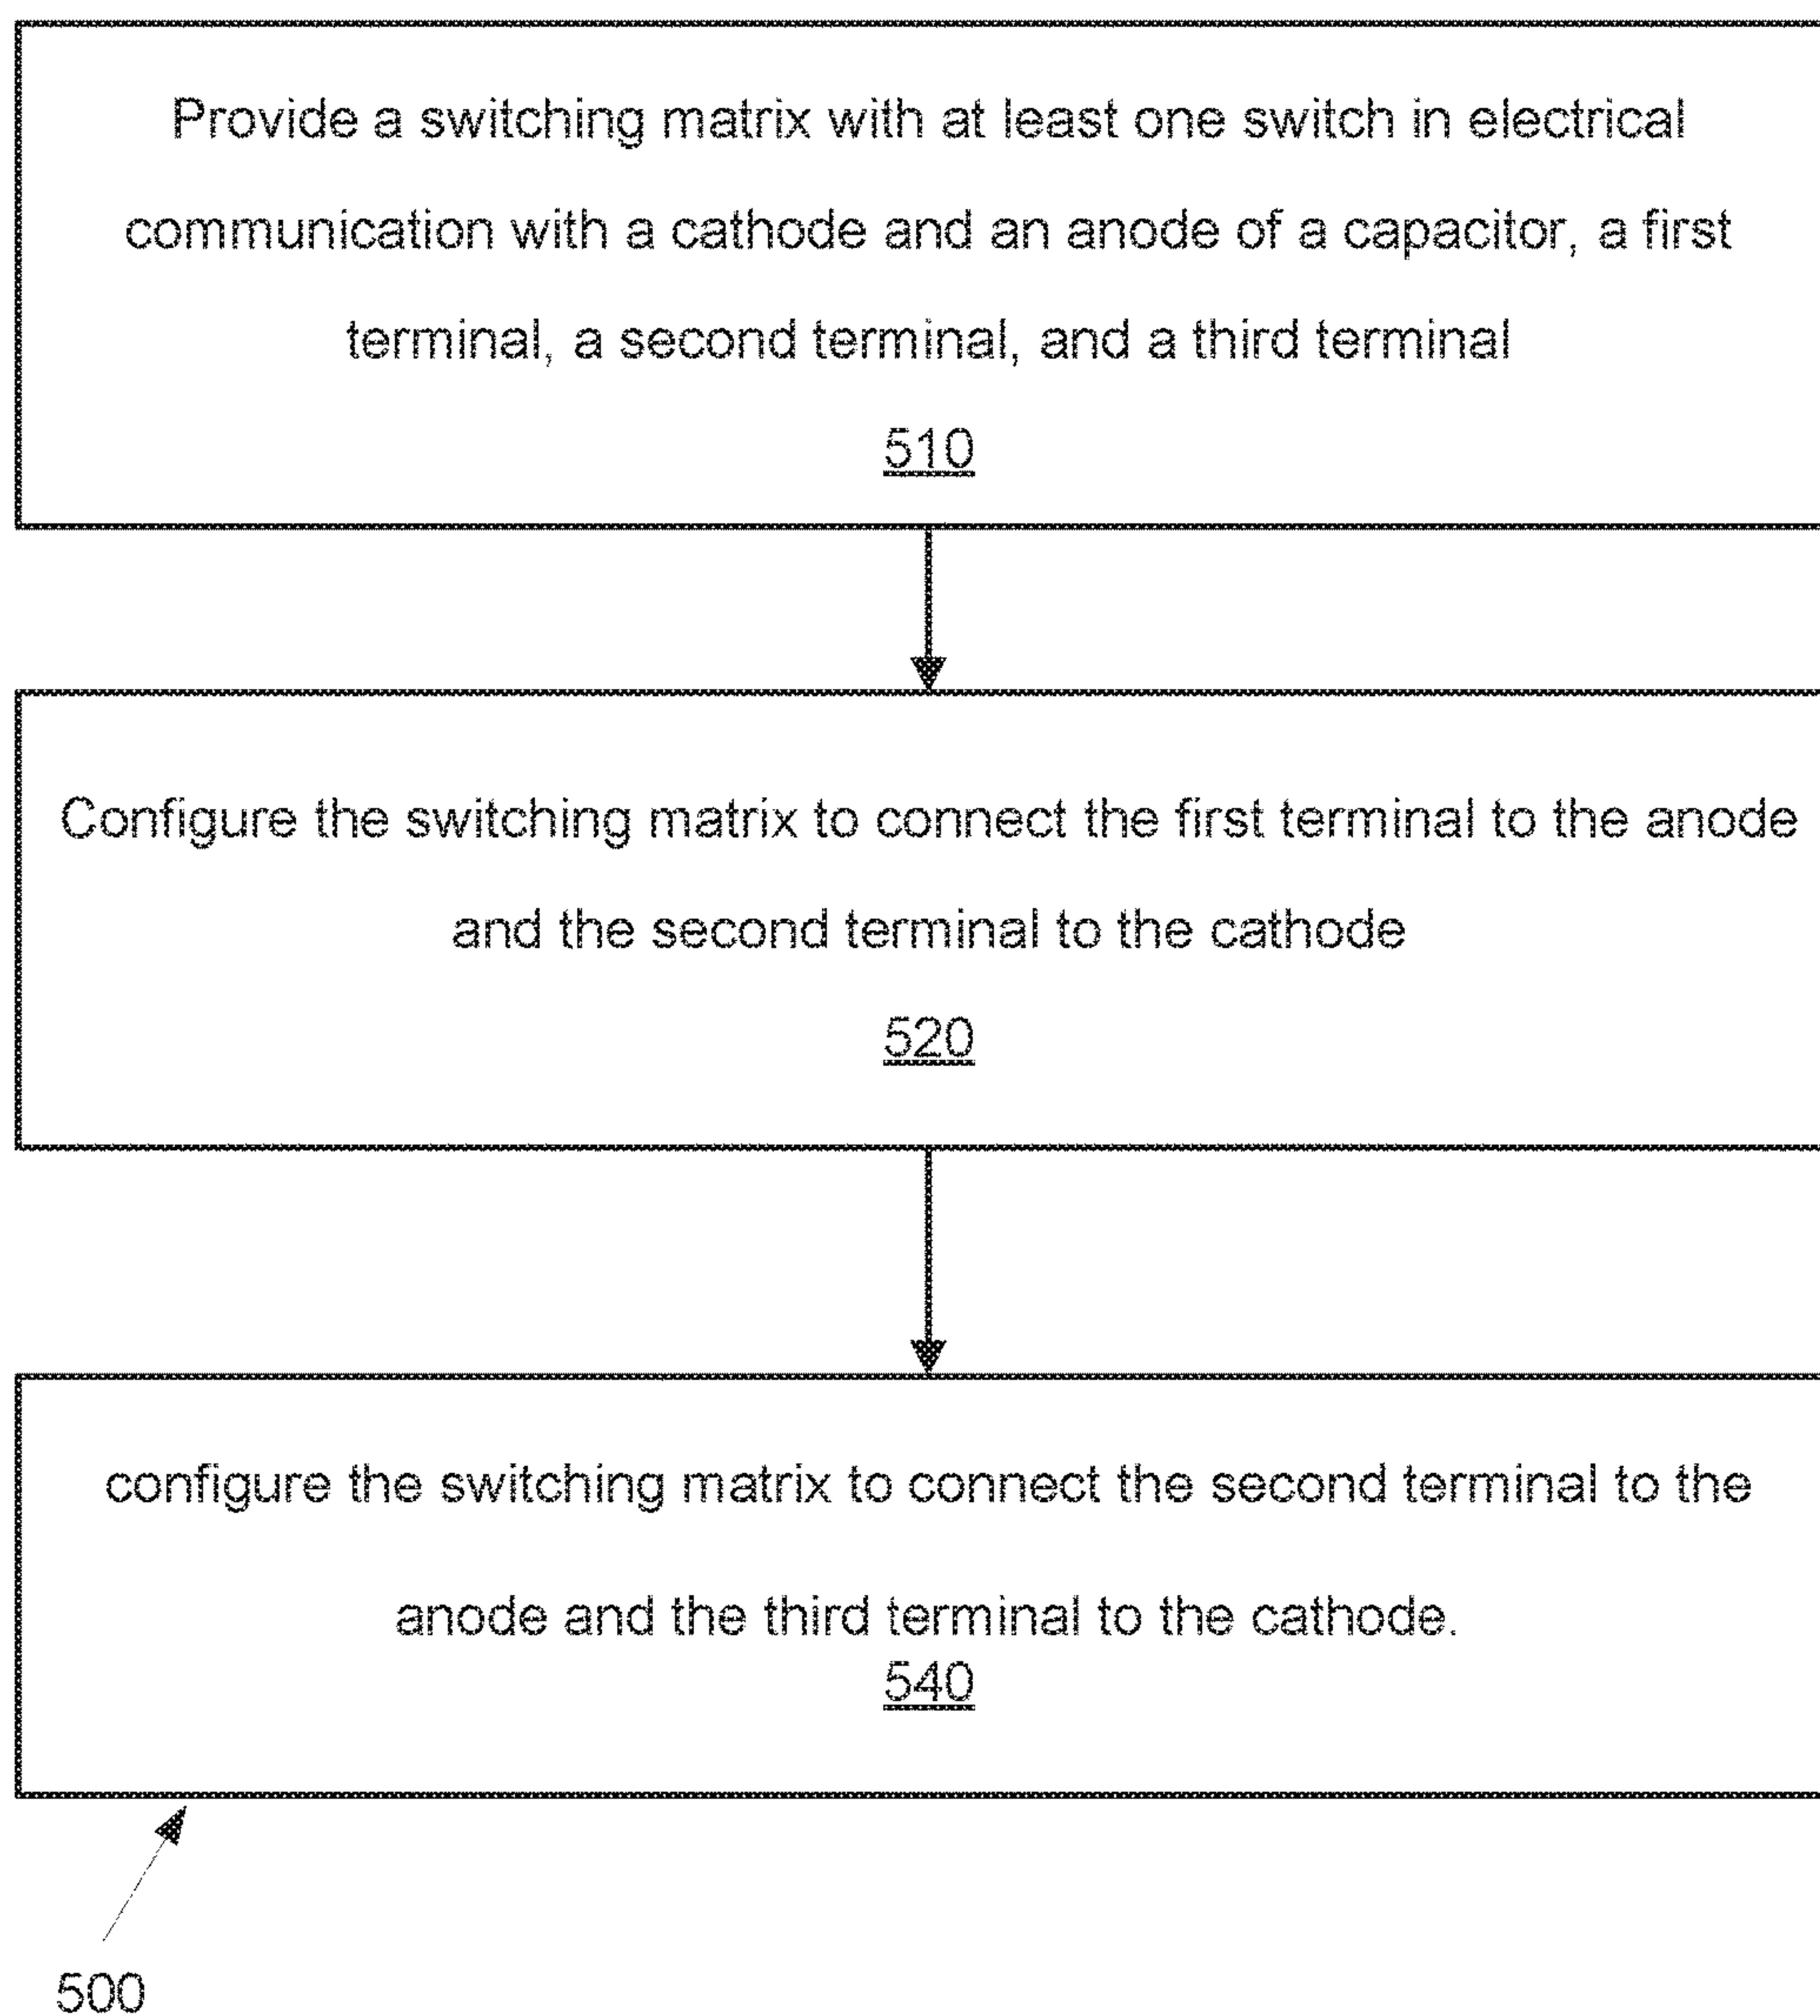 Provide a switching matrix with at least one switch in electrical
communication with a cathode and an anode of a capacitor, a first
terminal, a second terminal, and a third terminal
510
Configure the switching matrix to connect the first terminal to the anode
and the second terminal to the cathode
520
configure the switching matrix to connect the second terminal to the
anode and the third terminal to the cathode.
540
500